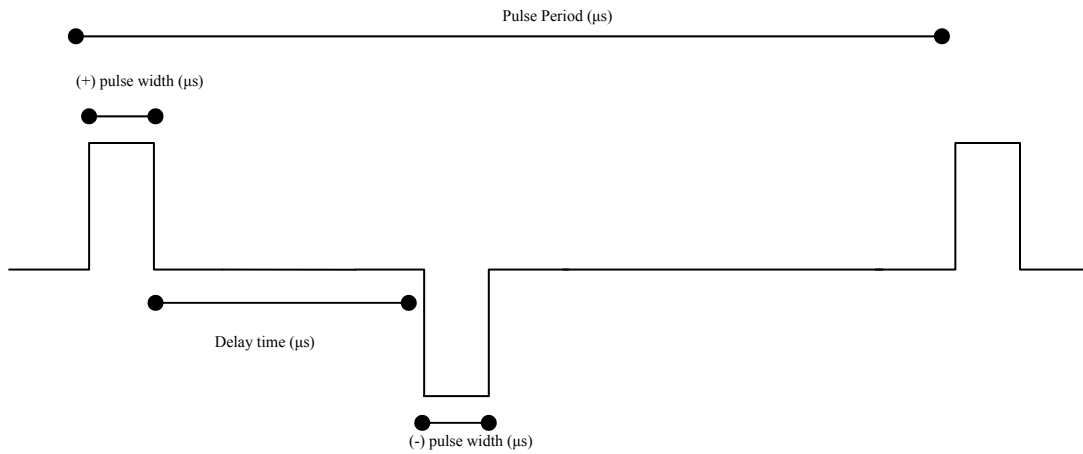 Pulse Period (μs)
(+) pulse width (μs)
Delay time (μs)
(-) pulse width (μs)